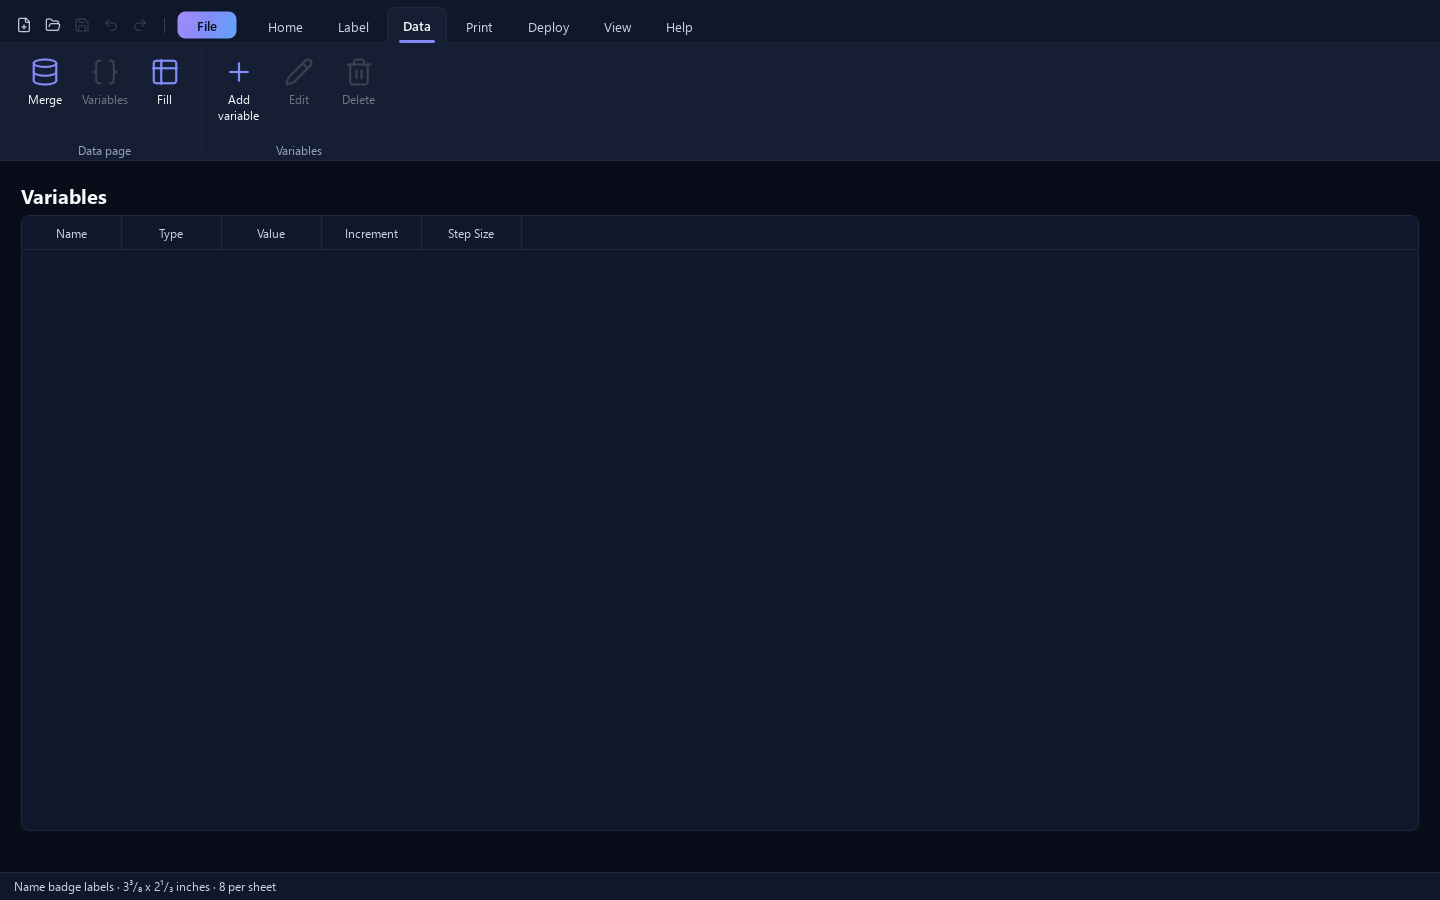 File
Home
Label
Data
Print
Deploy
View
Help
Merge
Variables
Fill
Add
variable
Edit
Delete
Data page
Variables
Variables
Name
Type
Value
Increment
Step Size
Name badge labels · 3³/₈ x 2¹/₃ inches · 8 per sheet